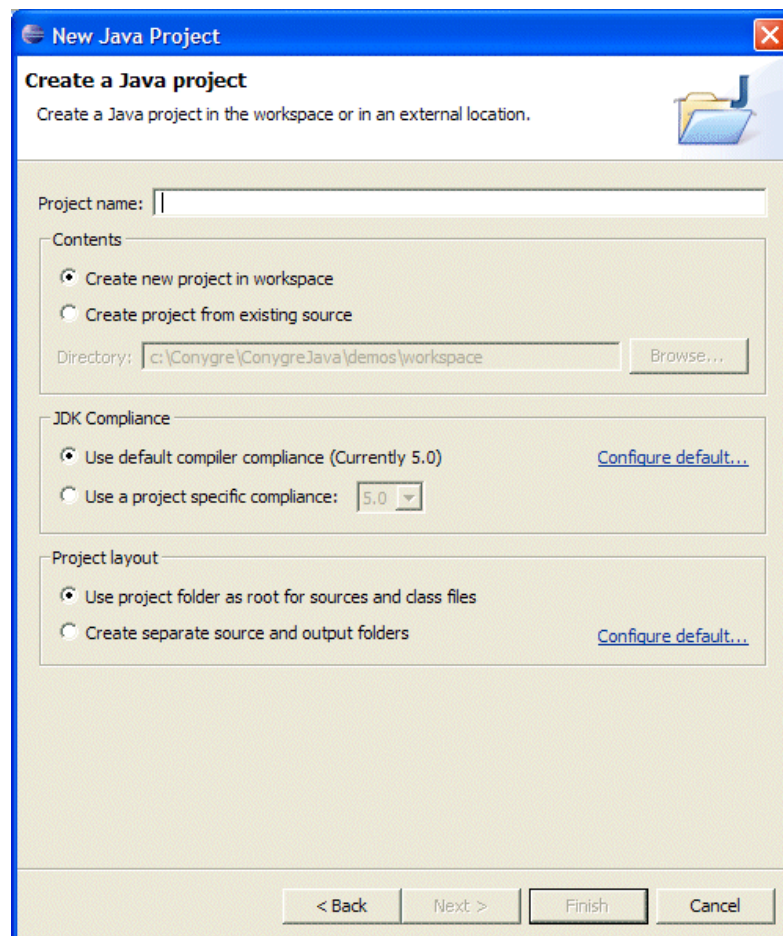 New Java Project
Create a Java project
Create a Java project in the workspace or in an external location.
Project name:
Contents
Create new project in workspace
Create project from existing source
Directory: c:\Conygre\ConygreJava\demos\workspace Browse...
JDK Compliance
Use default compiler compliance (Currently 5.0) Configure default...
Use a project specific compliance: 5.0
Project layout
Use project folder as root for sources and class files
Create separate source and output folders Configure default...
< Back Next > Finish Cancel